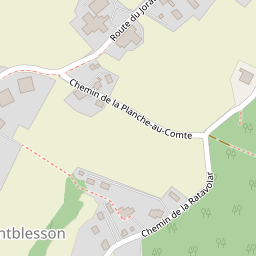 Route du Jorat
Chemin de la Planche-au-Comte
Chemin de la Ratavolar
ntblesson